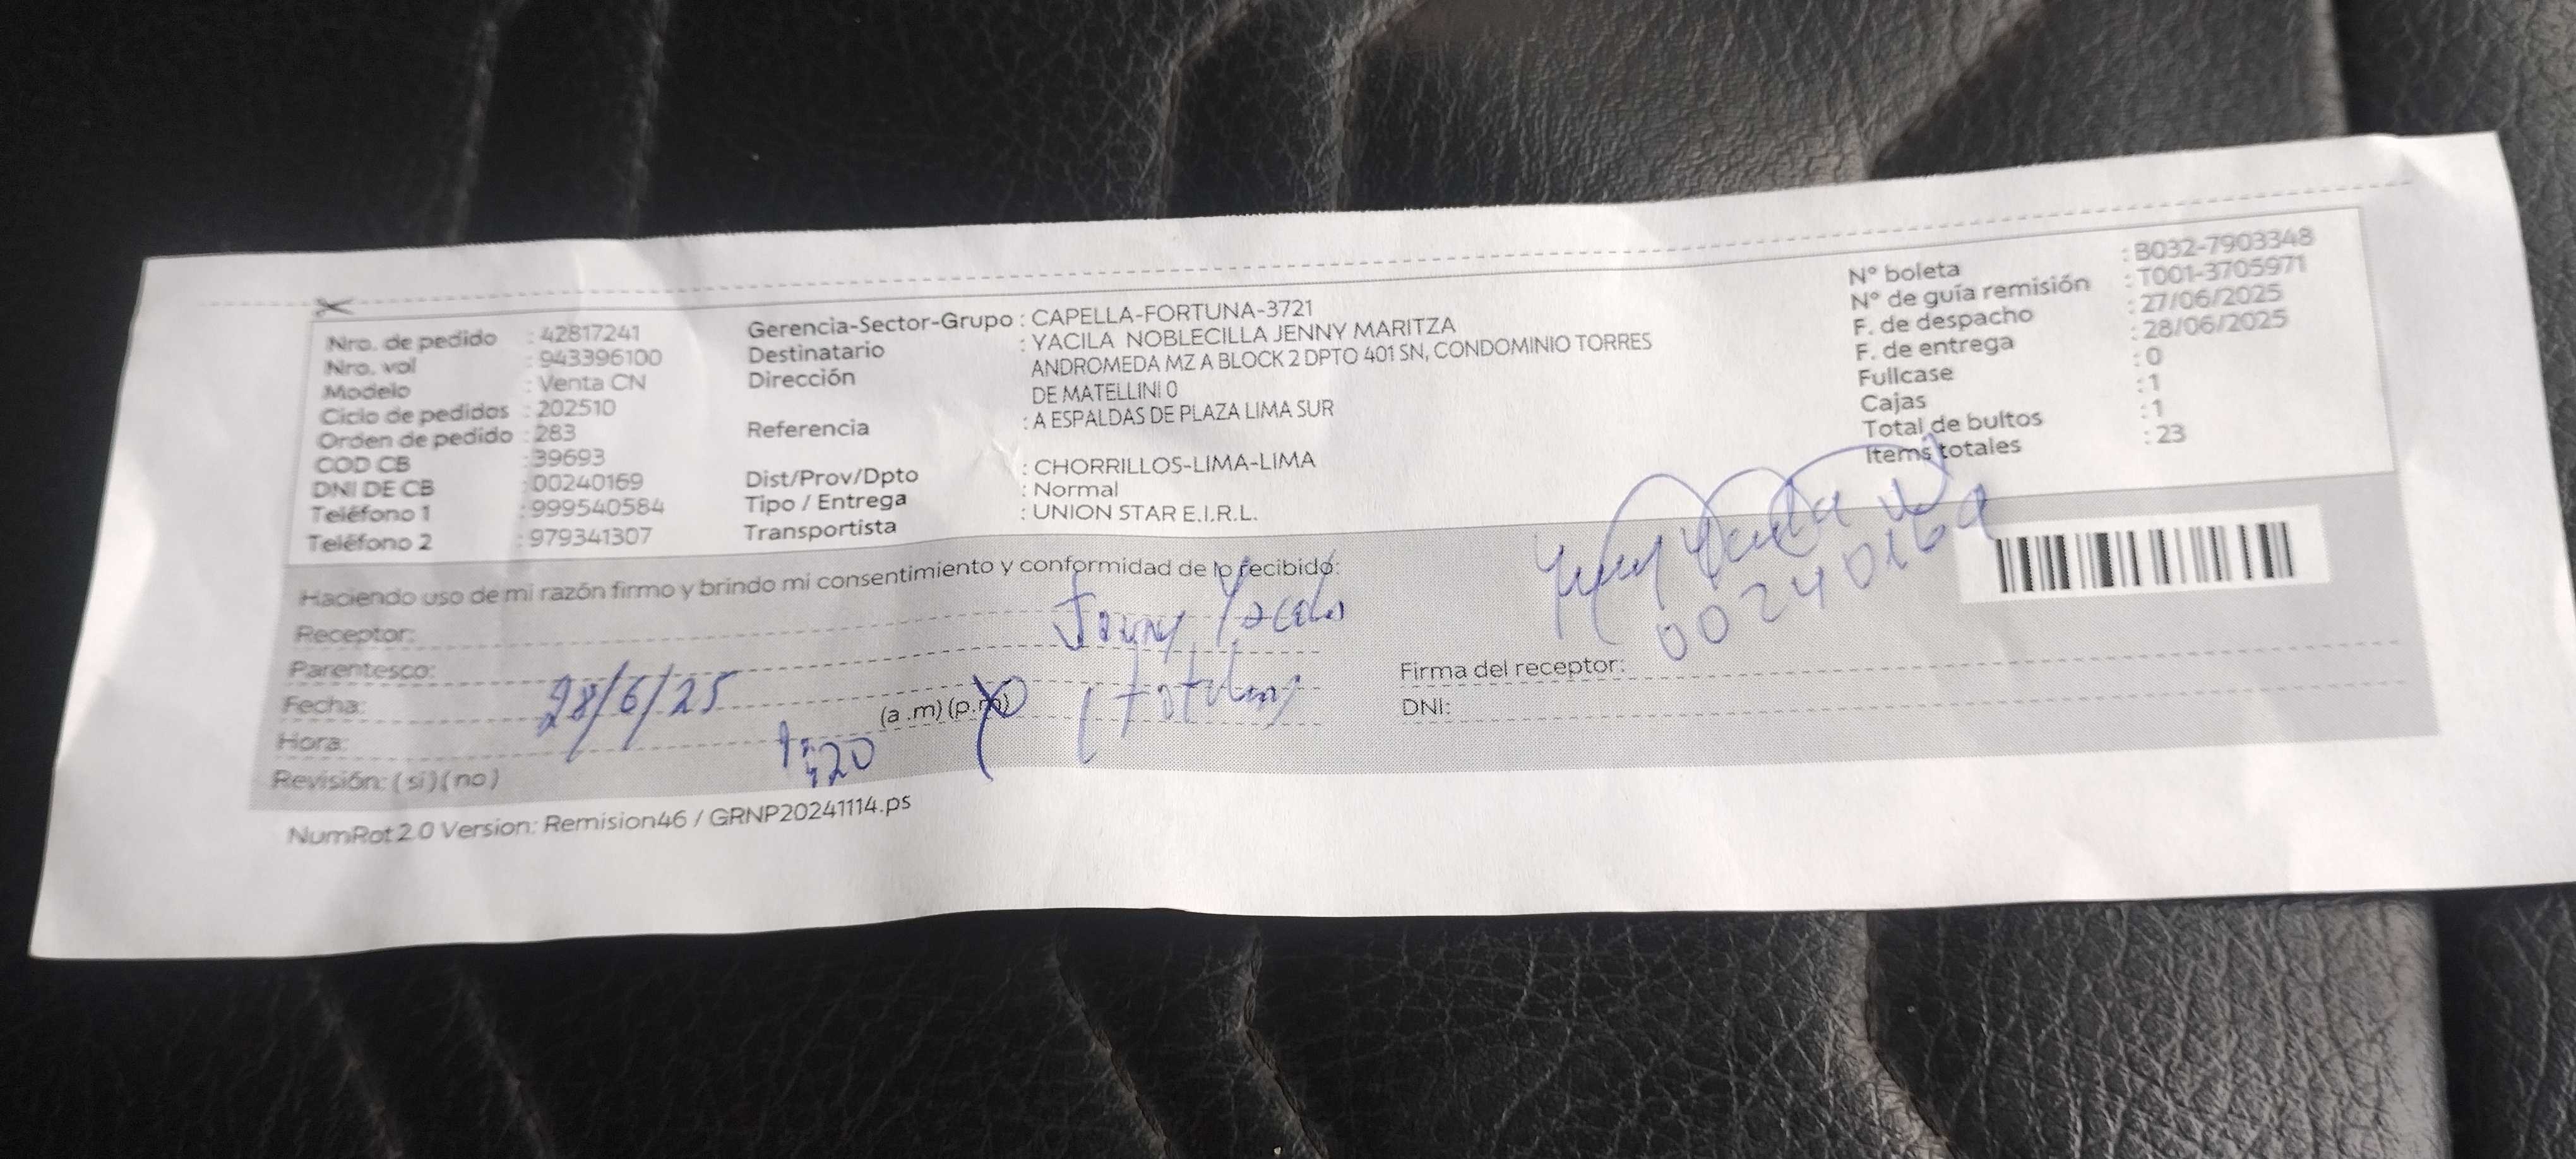 Nro. de pedido : 42817241
Nro. vol : 943396100
Modelo : Venta CN
Ciclo de pedidos : 202510
Orden de pedido : 283
COD CB : 39693
DNI DE CB : 00240169
Teléfono 1 : 999540584
Teléfono 2 : 979341307
Gerencia-Sector-Grupo : CAPELLA-FORTUNA-3721
Destinatario : YACILA NOBLECILLA JENNY MARITZA
Dirección ANDROMEDA MZ A BLOCK 2 DPTO 401 SN, CONDOMINIO TORRES
DE MATELLINI 0
Referencia : A ESPALDAS DE PLAZA LIMA SUR
Dist/Prov/Dpto : CHORRILLOS-LIMA-LIMA
Tipo / Entrega : Normal
Transportista : UNION STAR E.I.R.L.
N° boleta : B032-7903348
N° de guía remisión : T001-3705971
F. de despacho : 27/06/2025
F. de entrega : 28/06/2025
Fullcase : 0
Cajas : 1
Total de bultos : 1
Items totales : 23
Haciendo uso de mi razón firmo y brindo mi consentimiento y conformidad de lo recibido:
Receptor: Jenny Yacila
Parentesco:
Fecha: 28/6/25
Hora: 1:20 (a .m) (p.m)
Revisión: ( si ) ( no )
00240169
Firma del receptor:
DNI:
NumRot 2.0 Version: Remision46 / GRNP20241114.ps